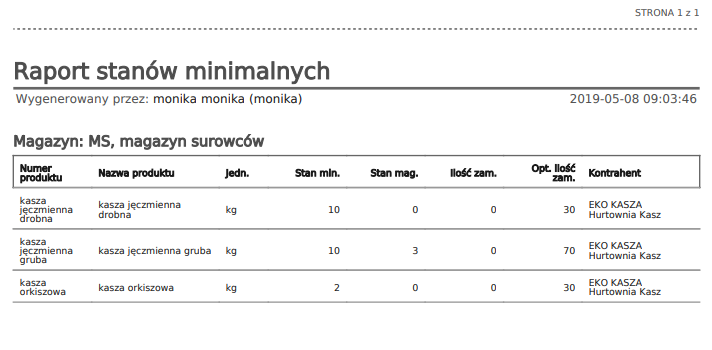 STRONA 1 z 1
Raport stanów minimalnych
Wygenerowany przez: monika monika (monika) 2019-05-08 09:03:46
Magazyn: MS, magazyn surowców
Numer produktu Nazwa produktu Jedn. Stan min. Stan mag. Ilość zam. Opt. ilość zam. Kontrahent
kasza jęczmienna drobna kasza jęczmienna drobna kg 10 0 0 30 EKO KASZA Hurtownia Kasz
kasza jęczmienna gruba kasza jęczmienna gruba kg 10 3 0 70 EKO KASZA Hurtownia Kasz
kasza orkiszowa kasza orkiszowa kg 2 0 0 30 EKO KASZA Hurtownia Kasz